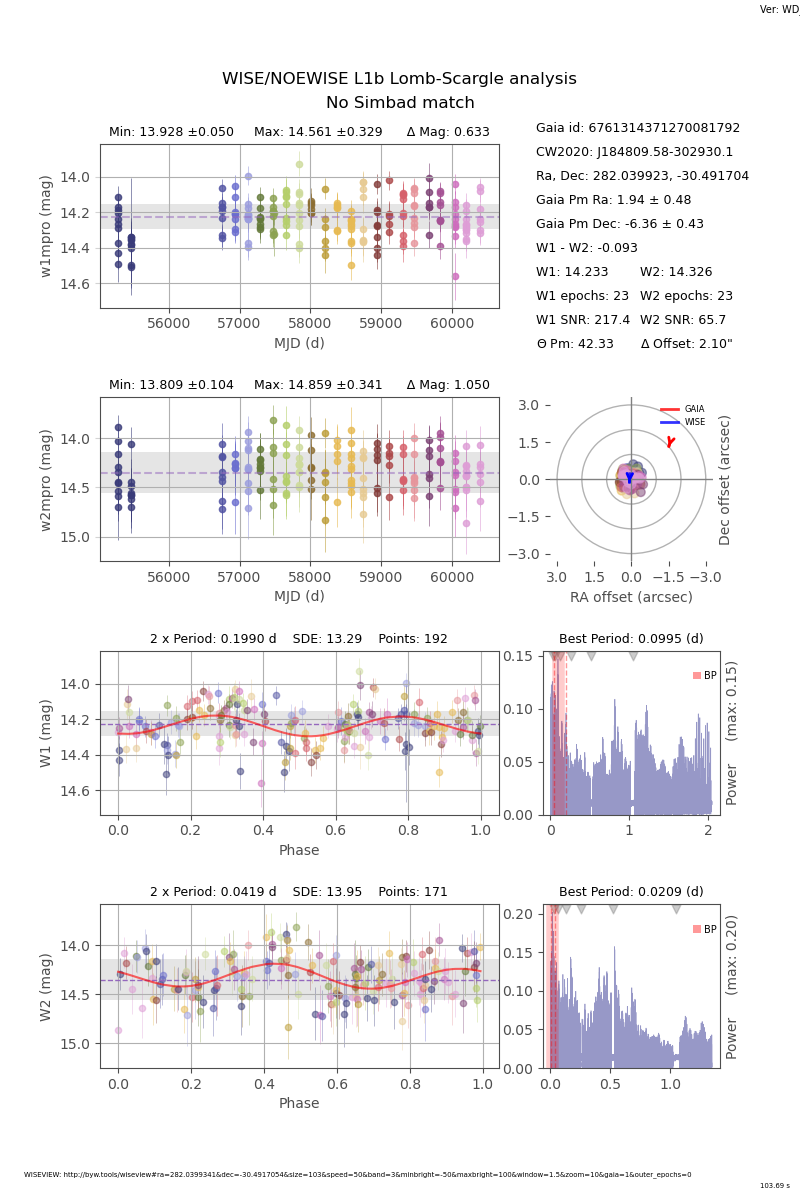 Ver: WD_
WISE/NOEWISE L1b Lomb-Scargle analysis
No Simbad match
Min: 13.928 ±0.050 Max: 14.561 ±0.329 Δ Mag: 0.633
14.0
14.2
14.4
14.6
w1mpro (mag)
56000 57000 58000 59000 60000
MJD (d)
Gaia id: 6761314371270081792
CW2020: J184809.58-302930.1
Ra, Dec: 282.039923, -30.491704
Gaia Pm Ra: 1.94 ± 0.48
Gaia Pm Dec: -6.36 ± 0.43
W1 - W2: -0.093
W1: 14.233 W2: 14.326
W1 epochs: 23 W2 epochs: 23
W1 SNR: 217.4 W2 SNR: 65.7
Θ Pm: 42.33 Δ Offset: 2.10"
Min: 13.809 ±0.104 Max: 14.859 ±0.341 Δ Mag: 1.050
14.0
14.5
15.0
w2mpro (mag)
56000 57000 58000 59000 60000
MJD (d)
3.0
1.5
0.0
−1.5
−3.0
GAIA
WISE
Dec offset (arcsec)
3.0 1.5 0.0 −1.5 −3.0
RA offset (arcsec)
2 x Period: 0.1990 d SDE: 13.29 Points: 192
14.0
14.2
14.4
14.6
W1 (mag)
0.0 0.2 0.4 0.6 0.8 1.0
Phase
Best Period: 0.0995 (d)
0.15
0.10
0.05
0.00
BP
Power (max: 0.15)
0 1 2
2 x Period: 0.0419 d SDE: 13.95 Points: 171
14.0
14.5
15.0
W2 (mag)
0.0 0.2 0.4 0.6 0.8 1.0
Phase
Best Period: 0.0209 (d)
0.20
0.15
0.10
0.05
0.00
BP
Power (max: 0.20)
0.0 0.5 1.0
WISEVIEW: http://byw.tools/wiseview#ra=282.0399341&dec=-30.4917054&size=103&speed=50&band=3&minbright=-50&maxbright=100&window=1.5&zoom=10&gaia=1&outer_epochs=0
103.69 s